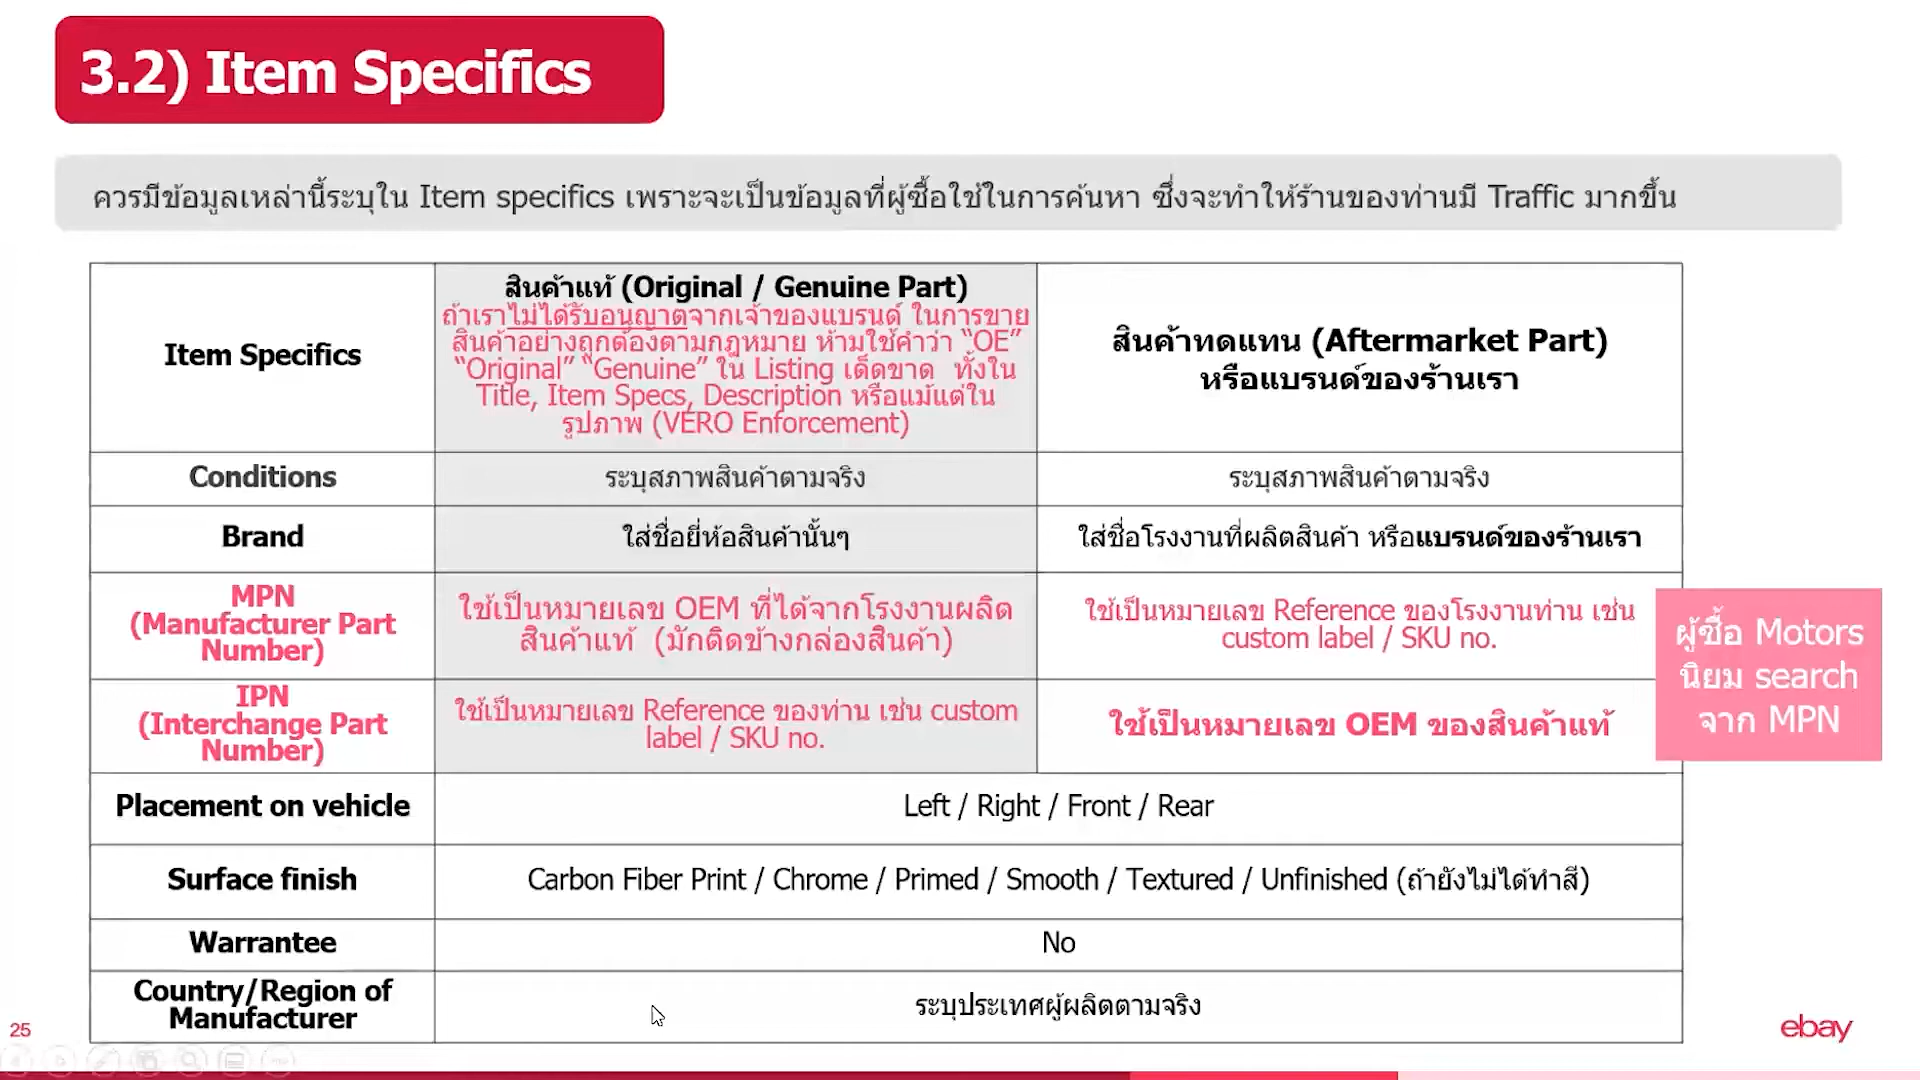 3.2) Item Specifics
ควรมีข้อมูลเหล่านี้ระบุใน Item specifics เพราะจะเป็นข้อมูลที่ผู้ซื้อใช้ในการค้นหา ซึ่งจะทำให้ร้านของท่านมี Traffic มากขึ้น
Item Specifics
สินค้าแท้ (Original / Genuine Part)
ถ้าเราไม่ได้รับอนุญาตจากเจ้าของแบรนด์ ในการขาย
สินค้าอย่างถูกต้องตามกฎหมาย ห้ามใช้คำว่า “OE”
“Original” “Genuine” ใน Listing เด็ดขาด ทั้งใน
Title, Item Specs, Description หรือแม้แต่ใน
รูปภาพ (VERO Enforcement)
สินค้าทดแทน (Aftermarket Part)
หรือแบรนด์ของร้านเรา
Conditions
ระบุสภาพสินค้าตามจริง
ระบุสภาพสินค้าตามจริง
Brand
ใส่ชื่อยี่ห้อสินค้านั้นๆ
ใส่ชื่อโรงงานที่ผลิตสินค้า หรือแบรนด์ของร้านเรา
MPN
(Manufacturer Part
Number)
ใช้เป็นหมายเลข OEM ที่ได้จากโรงงานผลิต
สินค้าแท้ (มักติดข้างกล่องสินค้า)
ใช้เป็นหมายเลข Reference ของโรงงานท่าน เช่น
custom label / SKU no.
ผู้ซื้อ Motors
นิยม search
จาก MPN
IPN
(Interchange Part
Number)
ใช้เป็นหมายเลข Reference ของท่าน เช่น custom
label / SKU no.
ใช้เป็นหมายเลข OEM ของสินค้าแท้
Placement on vehicle
Left / Right / Front / Rear
Surface finish
Carbon Fiber Print / Chrome / Primed / Smooth / Textured / Unfinished (ถ้ายังไม่ได้ทำสี)
Warrantee
No
Country/Region of
Manufacturer
ระบุประเทศผู้ผลิตตามจริง
25
ebay